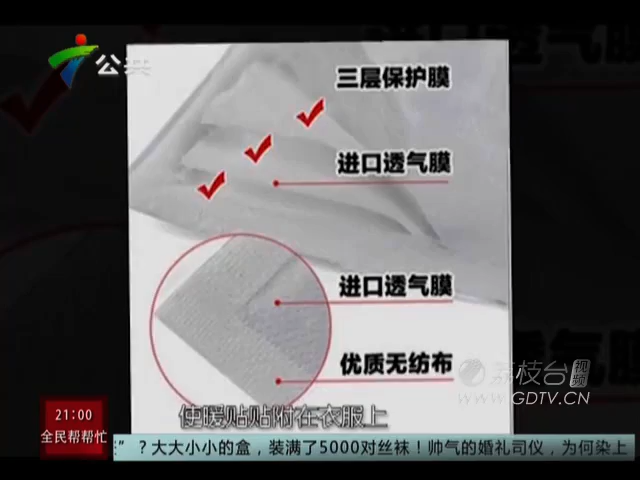 公共
三层保护膜
进口透气膜
进口透气膜
优质无纺布
荔枝台 视频
WWW.GDTV.CN
使暖贴贴附在衣服上
21:00
全民帮帮忙
”？大大小小的盒，装满了5000对丝袜！帅气的婚礼司仪，为何染上